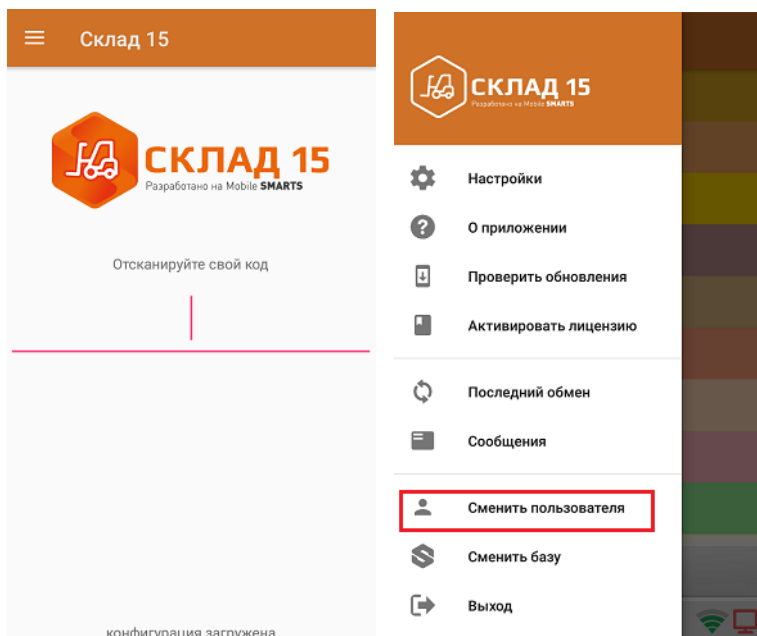 Склад 15
СКЛАД 15
Разработано на Mobile SMARTS
Отсканируйте свой код
конфигурация загружена
СКЛАД 15
Разработано на Mobile SMARTS
Настройки
О приложении
Проверить обновления
Активировать лицензию
Последний обмен
Сообщения
Сменить пользователя
Сменить базу
Выход